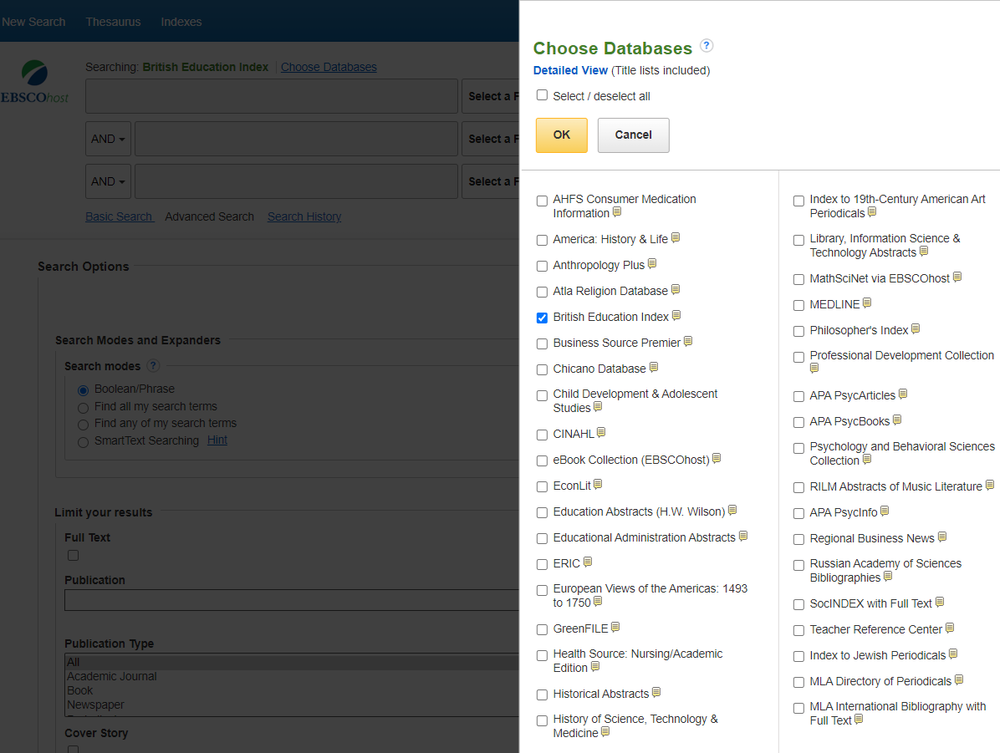 New Search Thesaurus Indexes
EBSCOhost
Searching: British Education Index Choose Databases
Select a F
AND Select a F
AND Select a F
Basic Search Advanced Search Search History
Search Options
Search Modes and Expanders
Search modes ?
Boolean/Phrase
Find all my search terms
Find any of my search terms
SmartText Searching Hint
Limit your results
Full Text
Publication
Publication Type
All
Academic Journal
Book
Newspaper
Cover Story
Choose Databases ?
Detailed View (Title lists included)
Select / deselect all
OK Cancel
AHFS Consumer Medication
Information
America: History & Life
Anthropology Plus
Atla Religion Database
British Education Index
Business Source Premier
Chicano Database
Child Development & Adolescent
Studies
CINAHL
eBook Collection (EBSCOhost)
EconLit
Education Abstracts (H.W. Wilson)
Educational Administration Abstracts
ERIC
European Views of the Americas: 1493
to 1750
GreenFILE
Health Source: Nursing/Academic
Edition
Historical Abstracts
History of Science, Technology &
Medicine
Index to 19th-Century American Art
Periodicals
Library, Information Science &
Technology Abstracts
MathSciNet via EBSCOhost
MEDLINE
Philosopher's Index
Professional Development Collection
APA PsycArticles
APA PsycBooks
Psychology and Behavioral Sciences
Collection
RILM Abstracts of Music Literature
APA PsycInfo
Regional Business News
Russian Academy of Sciences
Bibliographies
SocINDEX with Full Text
Teacher Reference Center
Index to Jewish Periodicals
MLA Directory of Periodicals
MLA International Bibliography with
Full Text